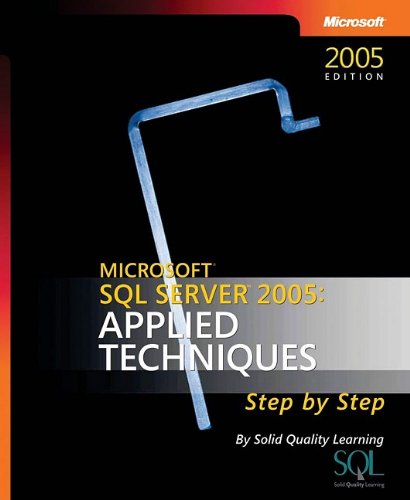 Microsoft
2005
EDITION
MICROSOFT®
SQL SERVER™ 2005:
APPLIED
TECHNIQUES
Step by Step
By Solid Quality Learning
SQL
Solid Quality Learning